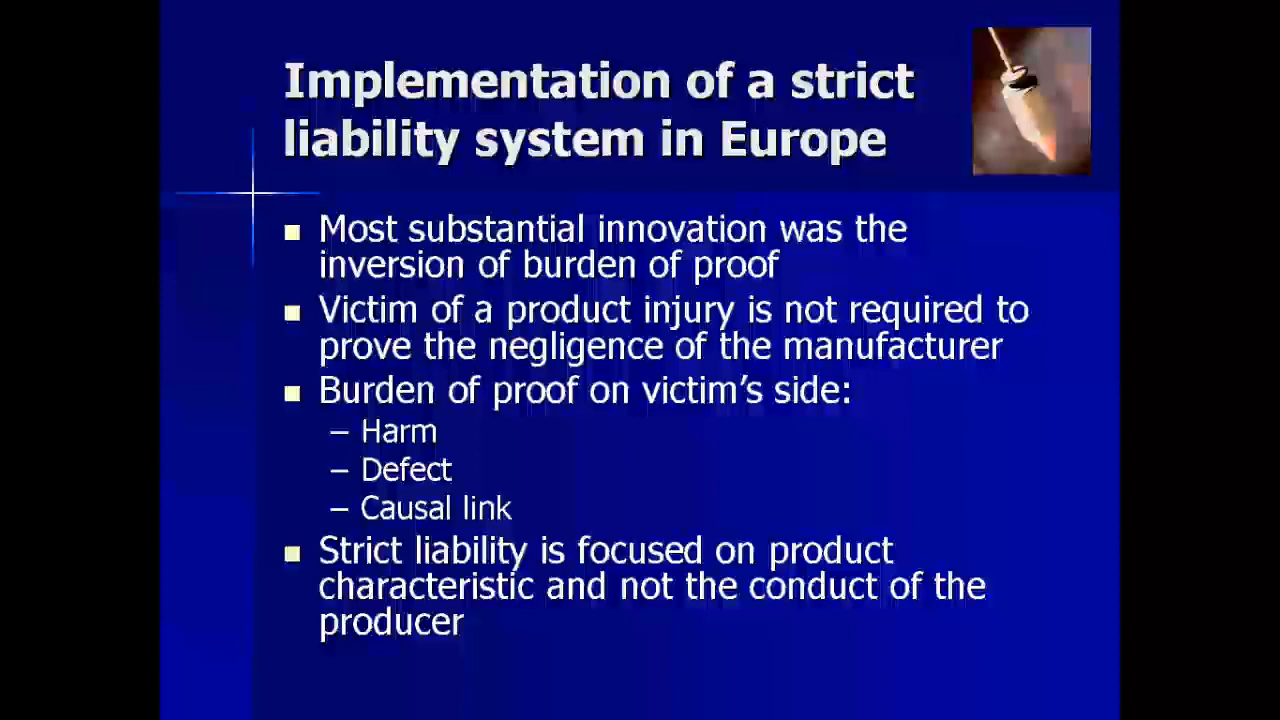 Implementation of a strict
liability system in Europe
Most substantial innovation was the
inversion of burden of proof
Victim of a product injury is not required to
prove the negligence of the manufacturer
Burden of proof on victim's side:
– Harm
– Defect
– Causal link
Strict liability is focused on product
characteristic and not the conduct of the
producer